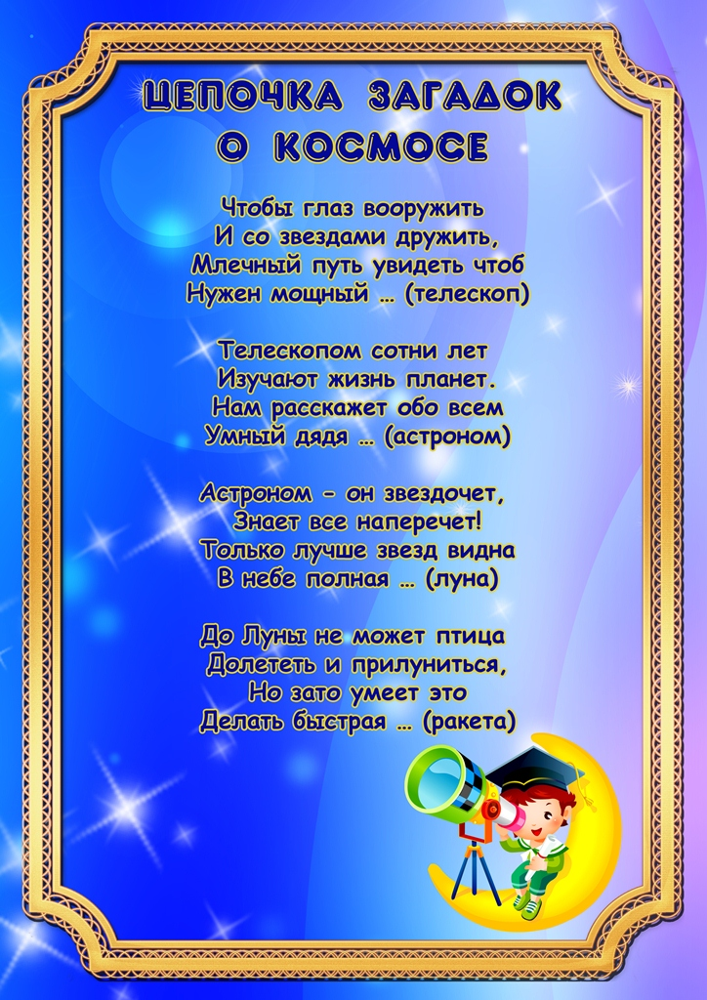 ЦЕПОЧКА ЗАГАДОК
О КОСМОСЕ
Чтобы глаз вооружить
И со звездами дружить,
Млечный путь увидеть чтоб
Нужен мощный … (телескоп)
Телескопом сотни лет
Изучают жизнь планет.
Нам расскажет обо всем
Умный дядя … (астроном)
Астроном – он звездочет,
Знает все наперечет!
Только лучше звезд видна
В небе полная … (луна)
До Луны не может птица
Долететь и прилуниться,
Но зато умеет это
Делать быстрая … (ракета)